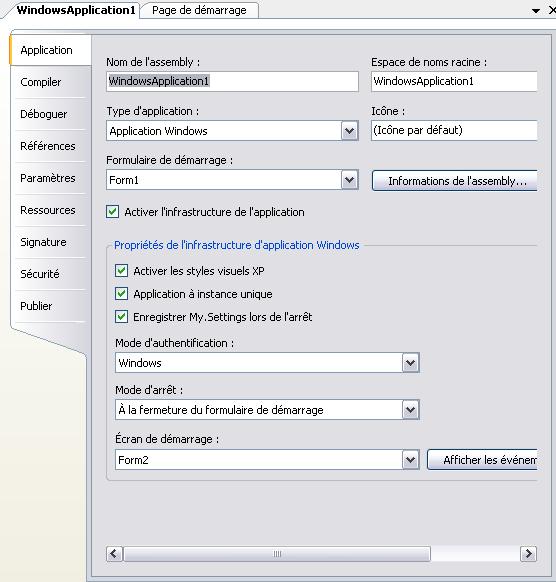 WindowsApplication1 Page de démarrage
Application
Compiler
Déboguer
Références
Paramètres
Ressources
Signature
Sécurité
Publier
Nom de l'assembly : Espace de noms racine :
WindowsApplication1 WindowsApplication1
Type d'application : Icône :
Application Windows (Icône par défaut)
Formulaire de démarrage :
Form1 Informations de l'assembly...
Activer l'infrastructure de l'application
Propriétés de l'infrastructure d'application Windows
Activer les styles visuels XP
Application à instance unique
Enregistrer My.Settings lors de l'arrêt
Mode d'authentification :
Windows
Mode d'arrêt :
À la fermeture du formulaire de démarrage
Écran de démarrage :
Form2 Afficher les événem